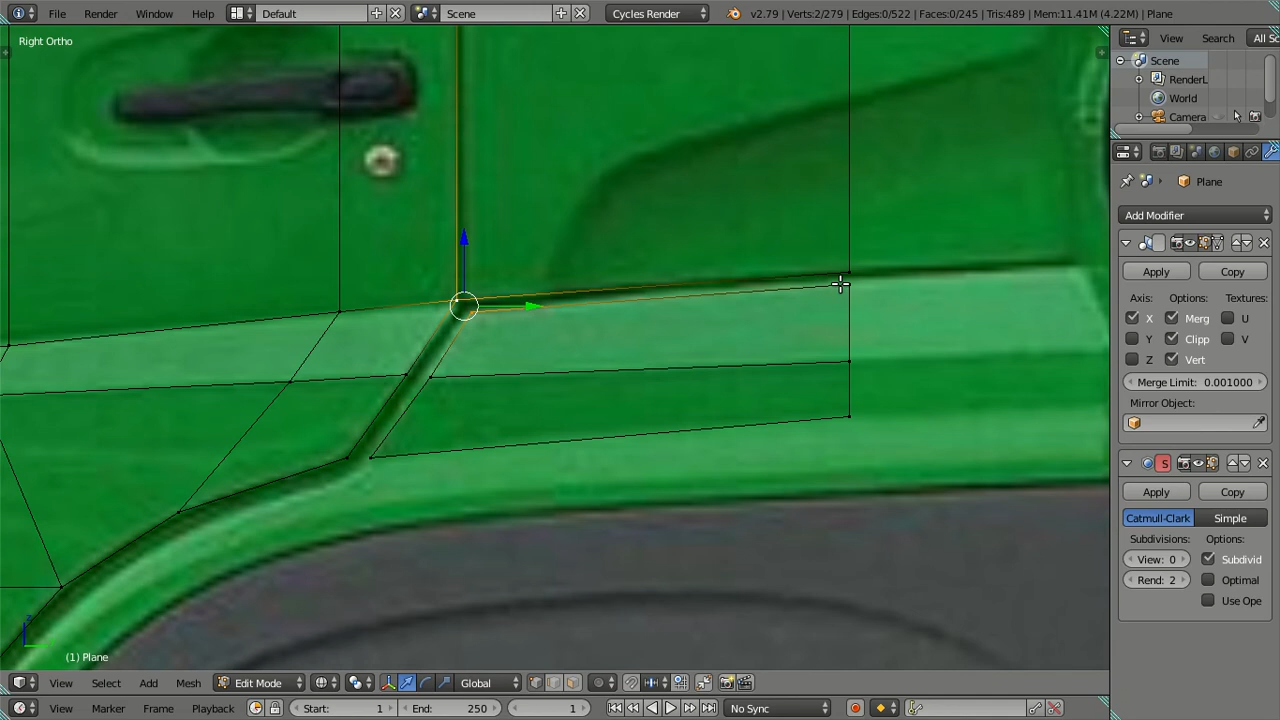 File Render Window Help Default Scene Cycles Render v2.79 | Verts:2/279 | Edges:0/522 | Faces:0/245 | Tris:489 | Mem:11.41M (4.22M) | Plane
Right Ortho
View Search All Sc
Scene
RenderL
World
Camera
Plane
Add Modifier
Apply Copy
Axis: Options: Textures:
X Merg U
Y Clipp V
Z Vert
Merge Limit: 0.001000
Mirror Object:
S
Apply Copy
Catmull-Clark Simple
Subdivisions: Options:
View: 0 Subdivid
Rend: 2 Optimal
Use Ope
z
(1) Plane
View Select Add Mesh Edit Mode Global
View Marker Frame Playback Start: 1 End: 250 1 No Sync